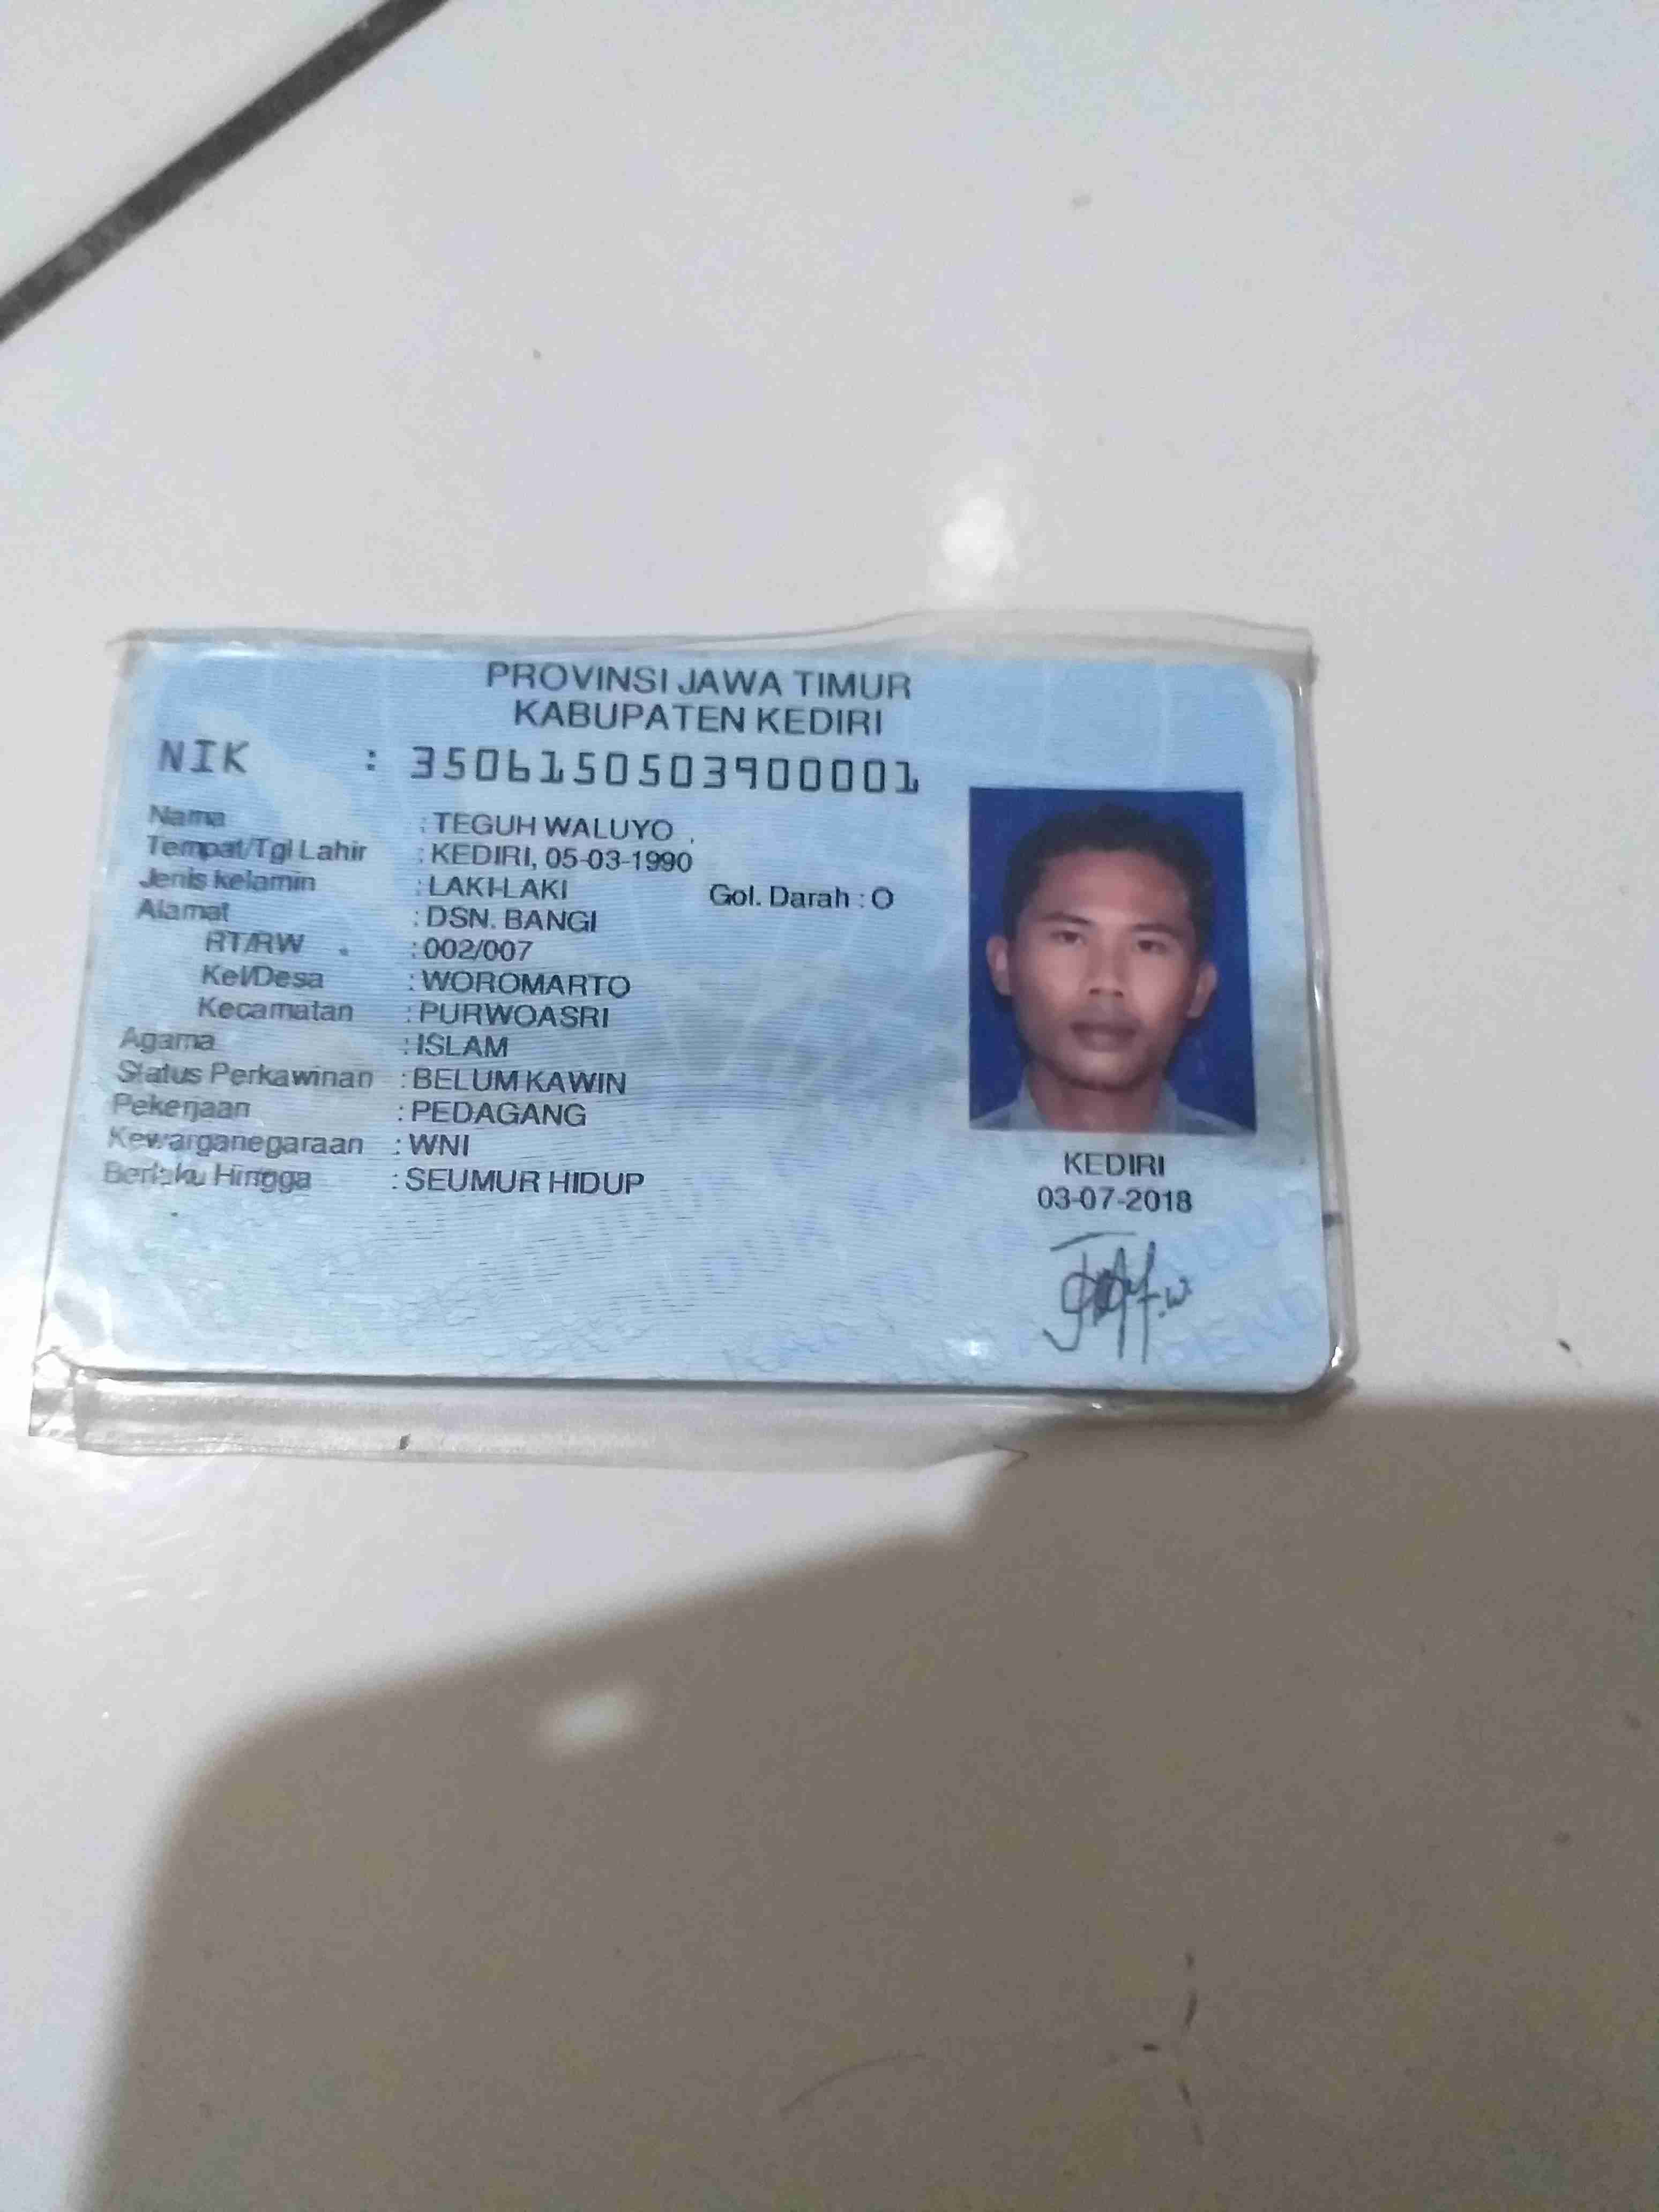 PROVINSI JAWA TIMUR
KABUPATEN KEDIRI
NIK : 3506150503900001
Nama : TEGUH WALUYO
Tempat/Tgl Lahir : KEDIRI, 05-03-1990
Jenis kelamin : LAKI-LAKI Gol. Darah : O
Alamat : DSN. BANGI
RT/RW : 002/007
Kel/Desa : WOROMARTO
Kecamatan : PURWOASRI
Agama : ISLAM
Status Perkawinan : BELUM KAWIN
Pekerjaan : PEDAGANG
Kewarganegaraan : WNI
Berlaku Hingga : SEUMUR HIDUP
KEDIRI
03-07-2018